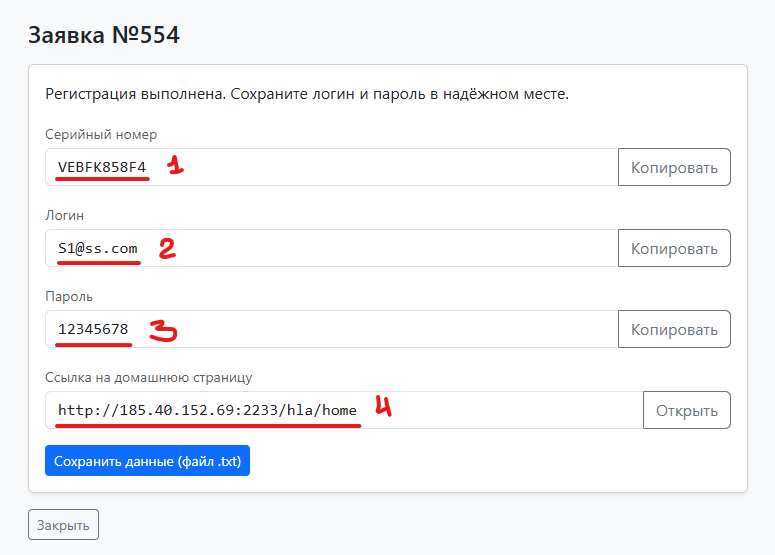 Заявка №554
Регистрация выполнена. Сохраните логин и пароль в надёжном месте.
Серийный номер
VEBFK858F4 1 Копировать
Логин
S1@ss.com 2 Копировать
Пароль
12345678 3 Копировать
Ссылка на домашнюю страницу
http://185.40.152.69:2233/hla/home 4 Открыть
Сохранить данные (файл .txt)
Закрыть